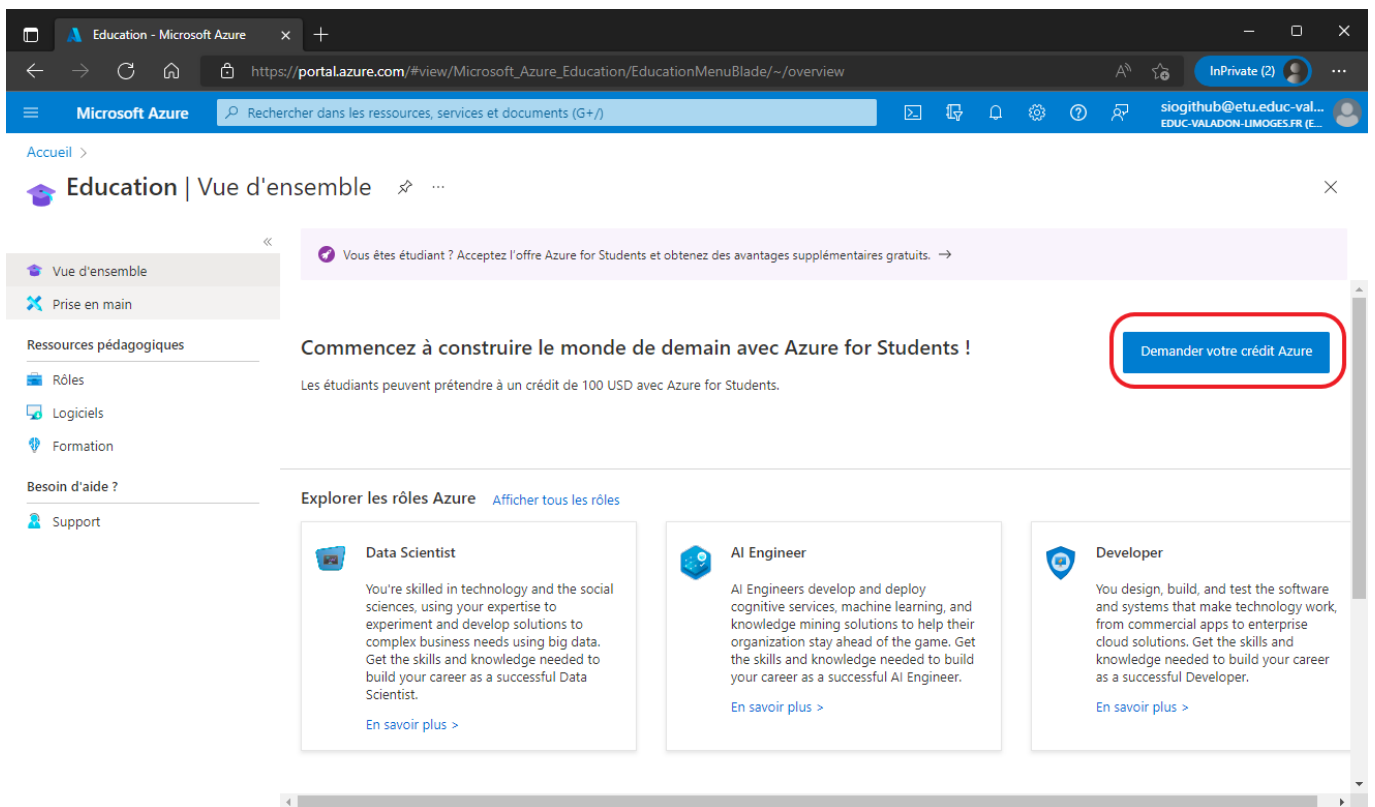 Education - Microsoft Azure
https://portal.azure.com/#view/Microsoft_Azure_Education/EducationMenuBlade/~/overview
InPrivate (2)
Microsoft Azure
Rechercher dans les ressources, services et documents (G+/)
siogithub@etu.educ-val...
EDUC-VALADON-LIMOGES.FR (E...
Accueil >
Education | Vue d'ensemble
Vous êtes étudiant ? Acceptez l'offre Azure for Students et obtenez des avantages supplémentaires gratuits. →
Vue d'ensemble
Prise en main
Ressources pédagogiques
Rôles
Logiciels
Formation
Besoin d'aide ?
Support
Commencez à construire le monde de demain avec Azure for Students !
Demander votre crédit Azure
Les étudiants peuvent prétendre à un crédit de 100 USD avec Azure for Students.
Explorer les rôles Azure Afficher tous les rôles
Data Scientist
You're skilled in technology and the social
sciences, using your expertise to
experiment and develop solutions to
complex business needs using big data.
Get the skills and knowledge needed to
build your career as a successful Data
Scientist.
En savoir plus >
AI Engineer
AI Engineers develop and deploy
cognitive services, machine learning, and
knowledge mining solutions to help their
organization stay ahead of the game. Get
the skills and knowledge needed to build
your career as a successful AI Engineer.
En savoir plus >
Developer
You design, build, and test the software
and systems that make technology work,
from commercial apps to enterprise
cloud solutions. Get the skills and
knowledge needed to build your career
as a successful Developer.
En savoir plus >